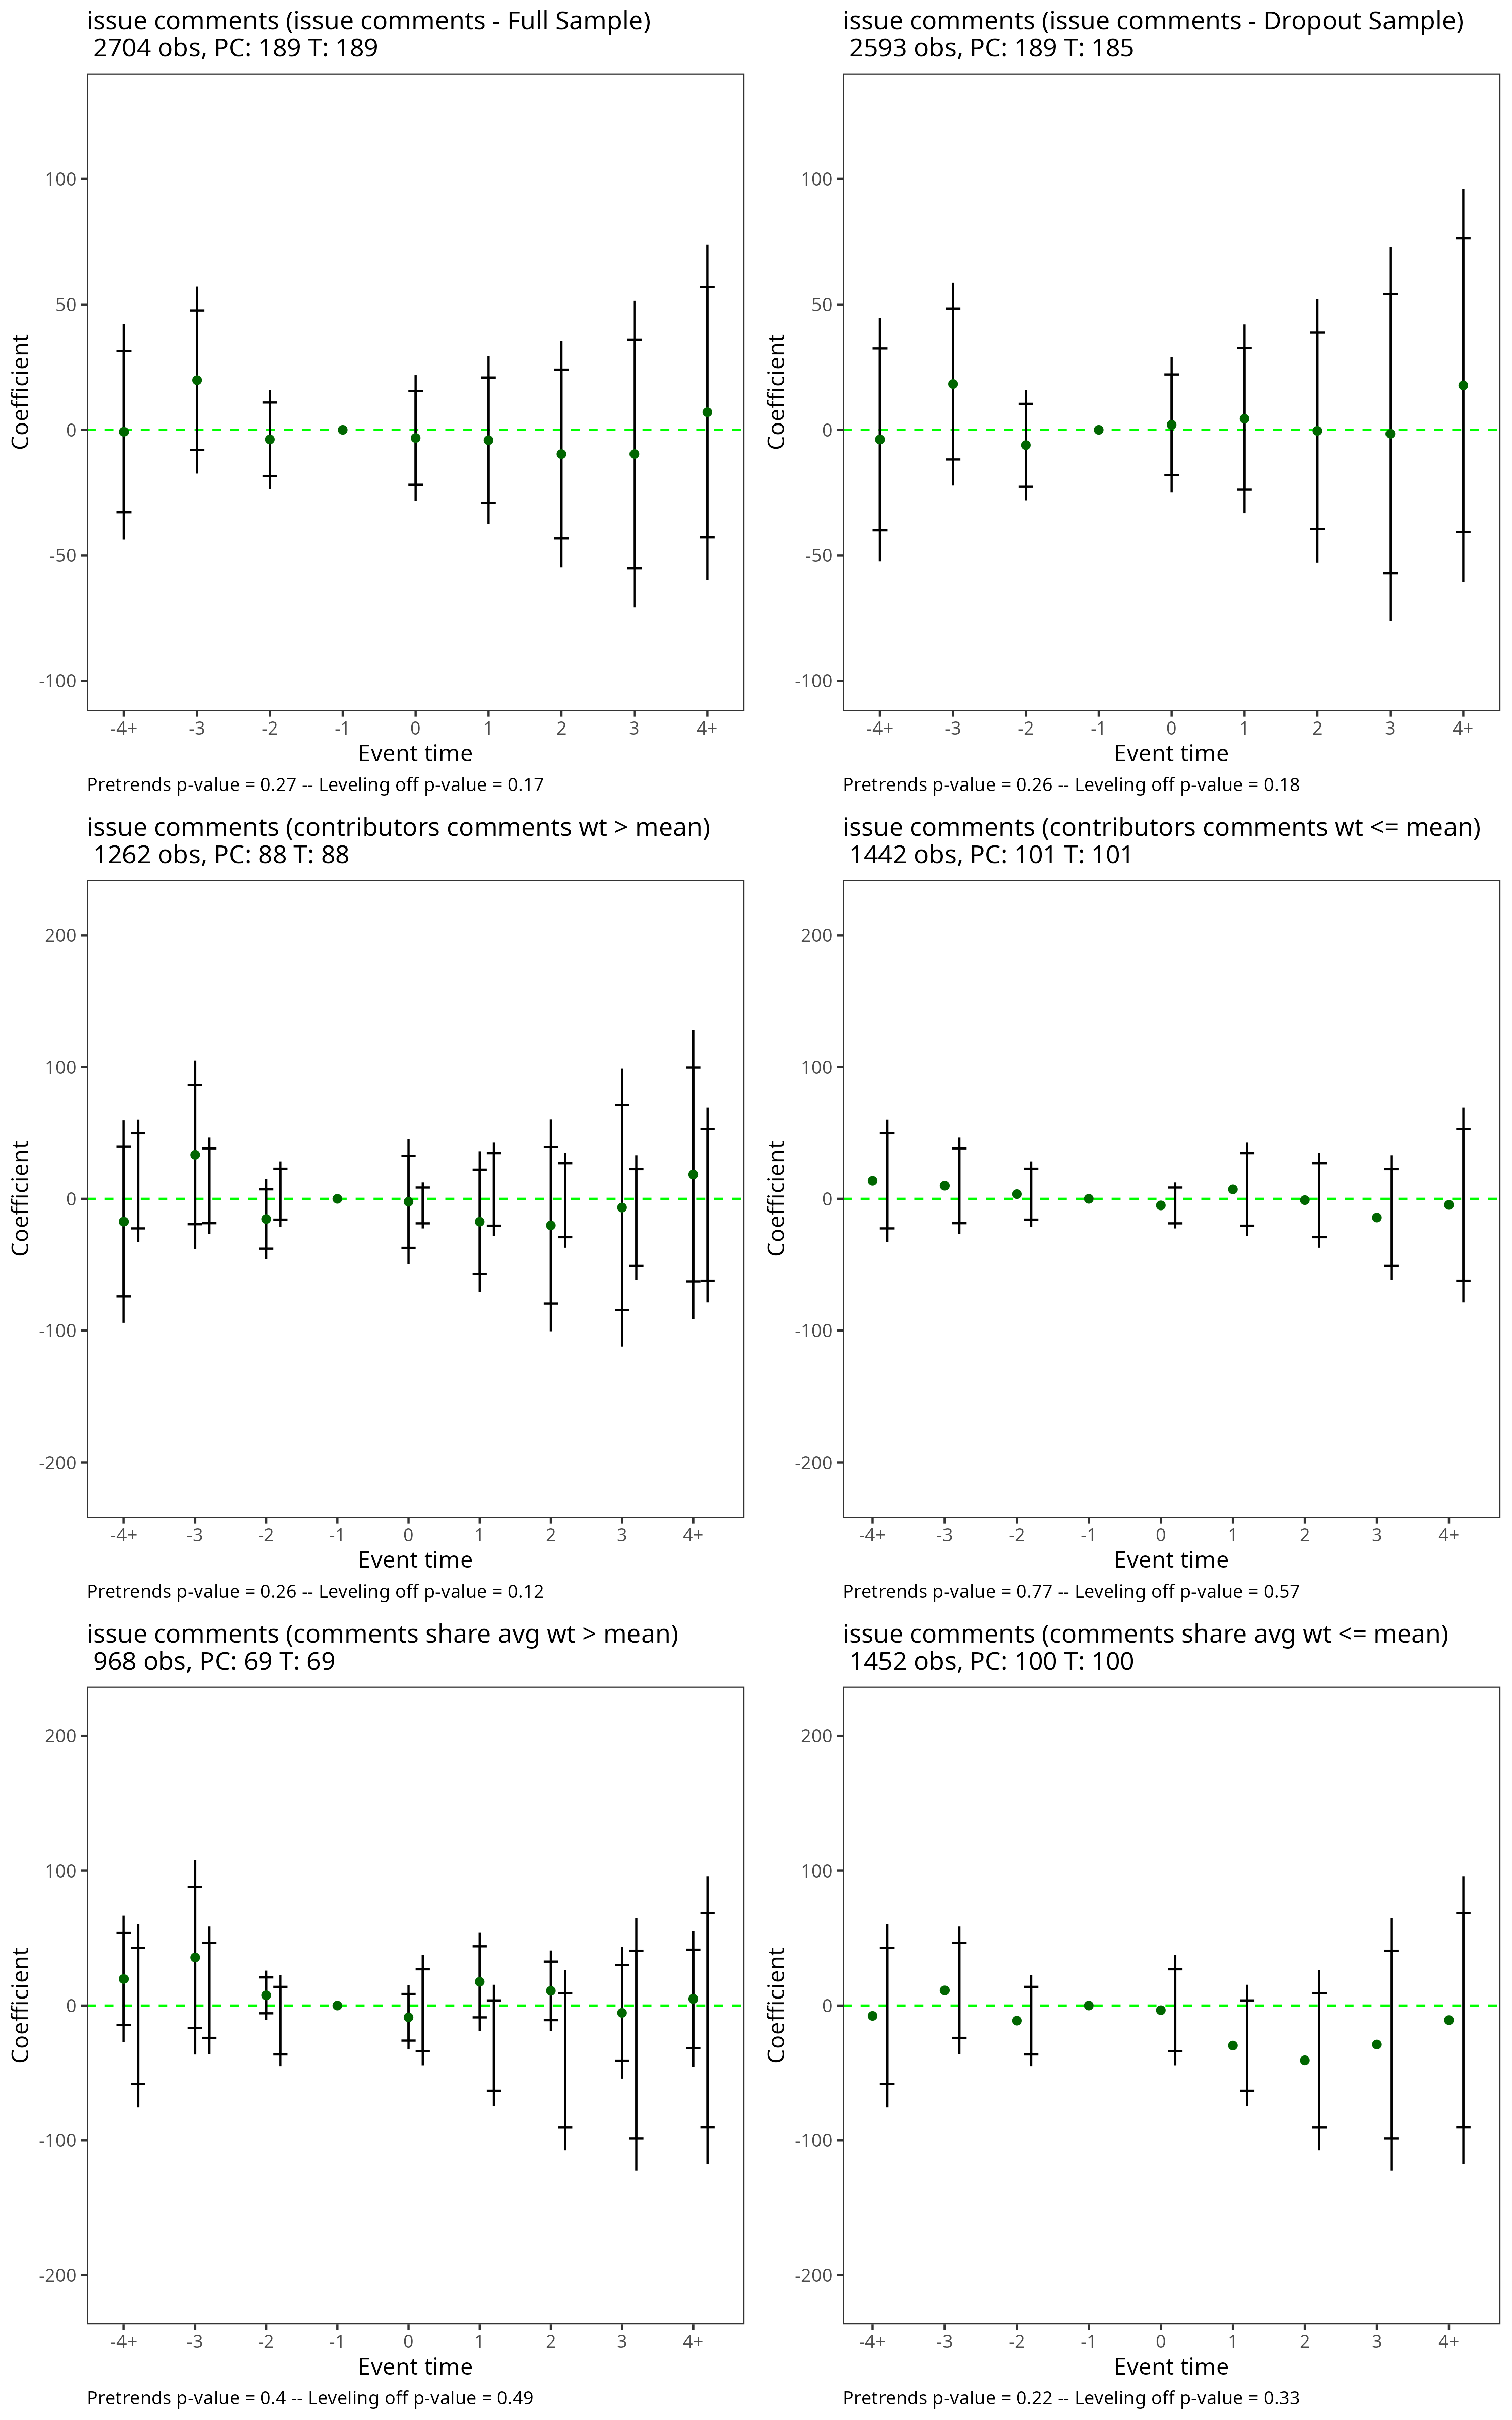 issue comments (issue comments - Full Sample)
2704 obs, PC: 189 T: 189
100
50
0
-50
-100
Coefficient
-4+ -3 -2 -1 0 1 2 3 4+
Event time
Pretrends p-value = 0.27 -- Leveling off p-value = 0.17
issue comments (issue comments - Dropout Sample)
2593 obs, PC: 189 T: 185
100
50
0
-50
-100
Coefficient
-4+ -3 -2 -1 0 1 2 3 4+
Event time
Pretrends p-value = 0.26 -- Leveling off p-value = 0.18
issue comments (contributors comments wt > mean)
1262 obs, PC: 88 T: 88
200
100
0
-100
-200
Coefficient
-4+ -3 -2 -1 0 1 2 3 4+
Event time
Pretrends p-value = 0.26 -- Leveling off p-value = 0.12
issue comments (contributors comments wt <= mean)
1442 obs, PC: 101 T: 101
200
100
0
-100
-200
Coefficient
-4+ -3 -2 -1 0 1 2 3 4+
Event time
Pretrends p-value = 0.77 -- Leveling off p-value = 0.57
issue comments (comments share avg wt > mean)
968 obs, PC: 69 T: 69
200
100
0
-100
-200
Coefficient
-4+ -3 -2 -1 0 1 2 3 4+
Event time
Pretrends p-value = 0.4 -- Leveling off p-value = 0.49
issue comments (comments share avg wt <= mean)
1452 obs, PC: 100 T: 100
200
100
0
-100
-200
Coefficient
-4+ -3 -2 -1 0 1 2 3 4+
Event time
Pretrends p-value = 0.22 -- Leveling off p-value = 0.33